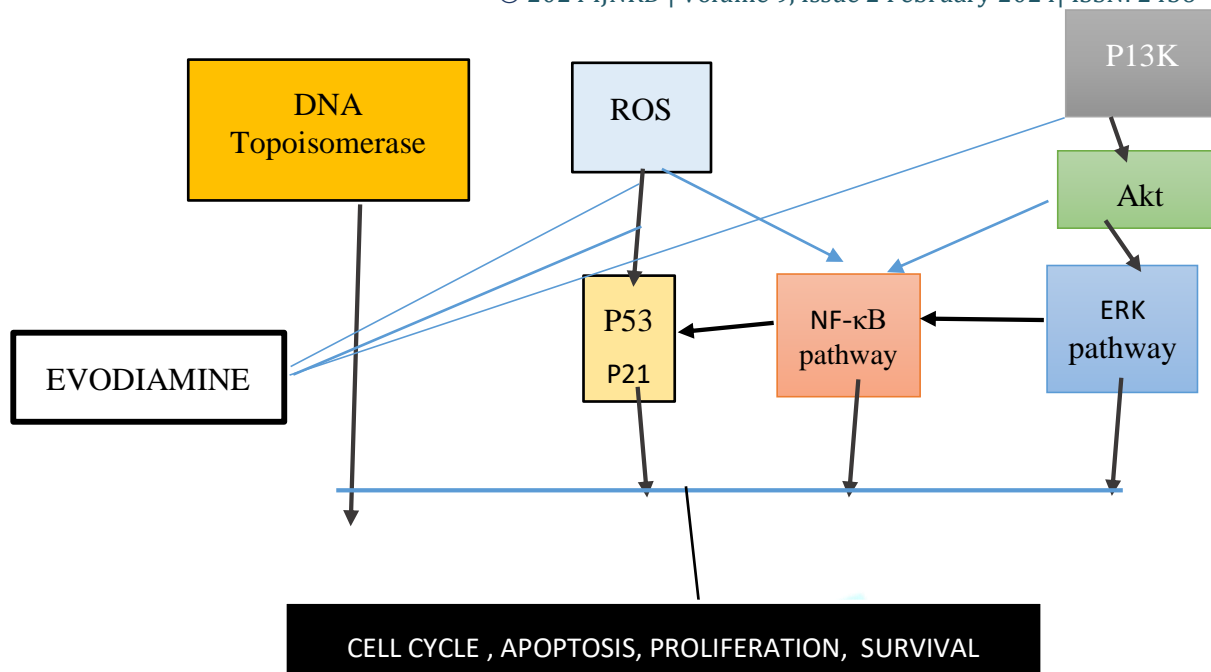 P13K
DNA
Topoisomerase
ROS
Akt
P53
P21
NF-κB
pathway
ERK
pathway
EVODIAMINE
CELL CYCLE , APOPTOSIS, PROLIFERATION, SURVIVAL